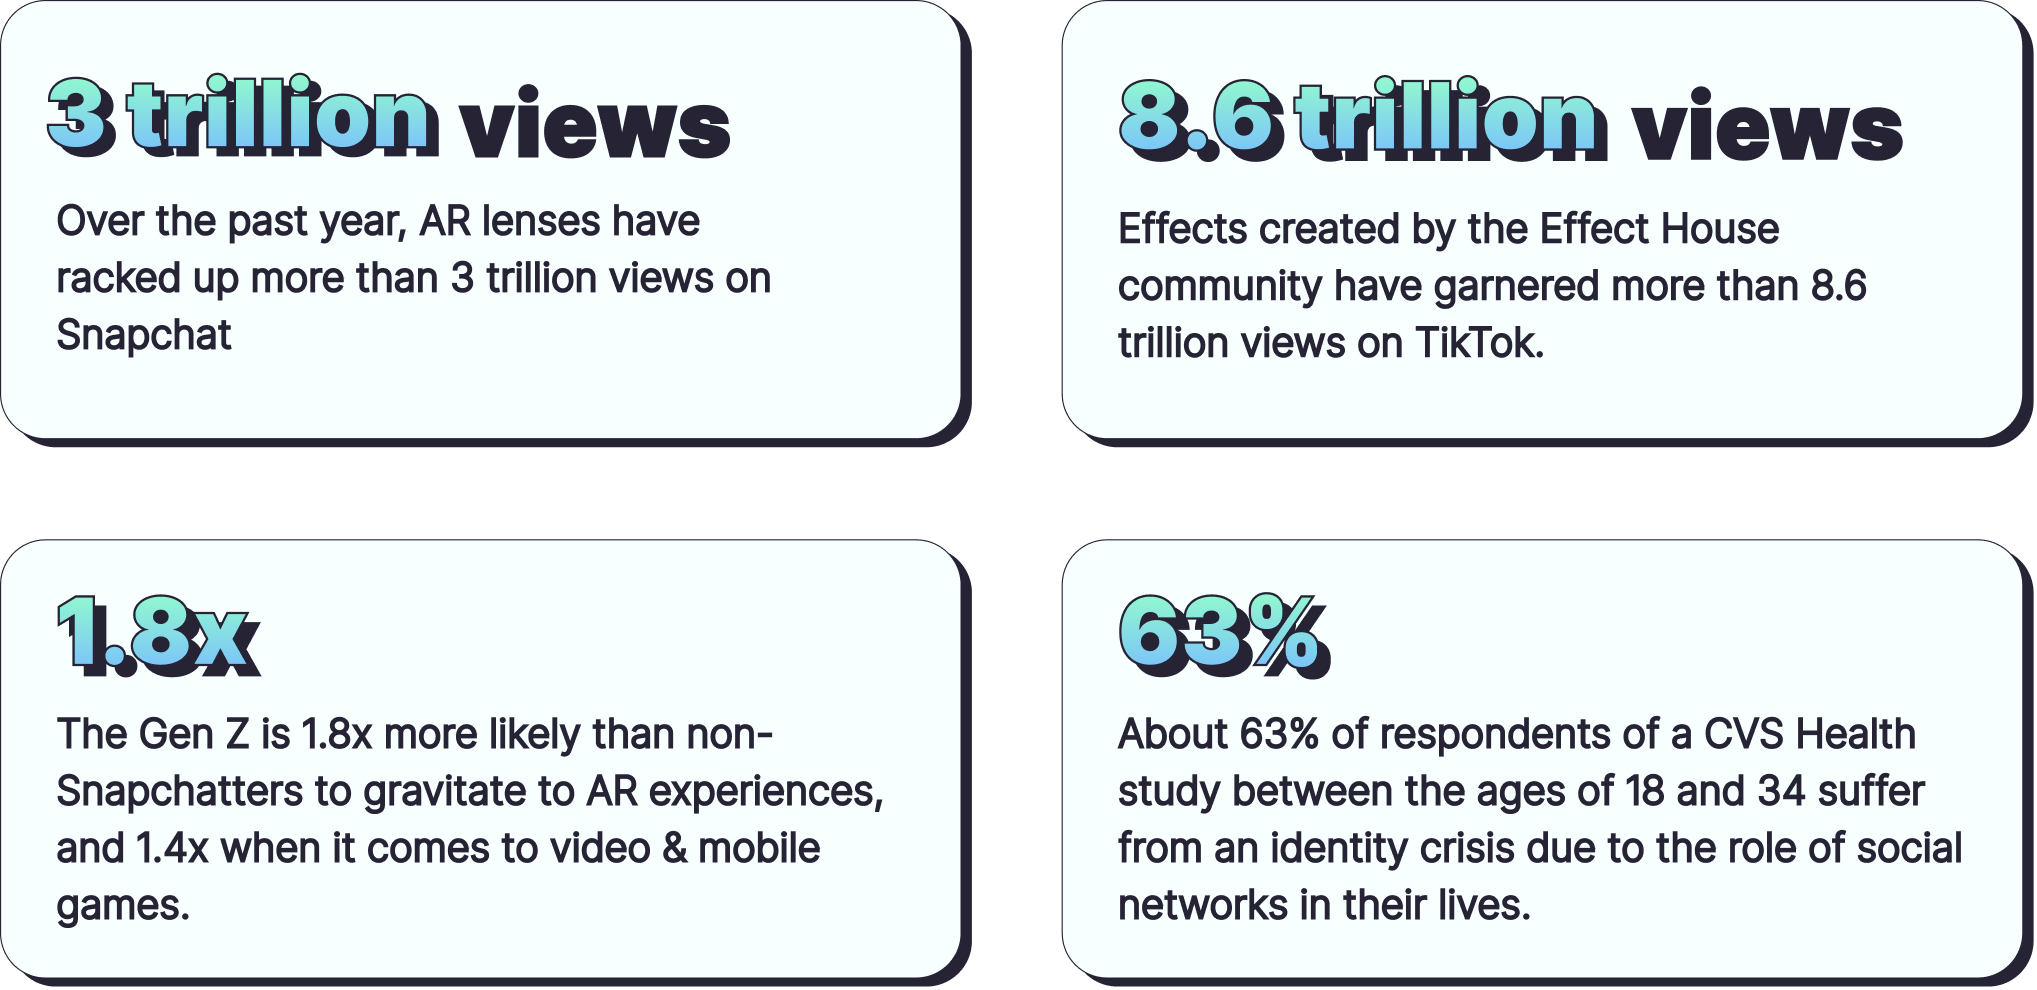 3 trillion views
Over the past year, AR lenses have
racked up more than 3 trillion views on
Snapchat
8.6 trillion views
Effects created by the Effect House
community have garnered more than 8.6
trillion views on TikTok.
1.8x
The Gen Z is 1.8x more likely than non-
Snapchatters to gravitate to AR experiences,
and 1.4x when it comes to video & mobile
games.
63%
About 63% of respondents of a CVS Health
study between the ages of 18 and 34 suffer
from an identity crisis due to the role of social
networks in their lives.